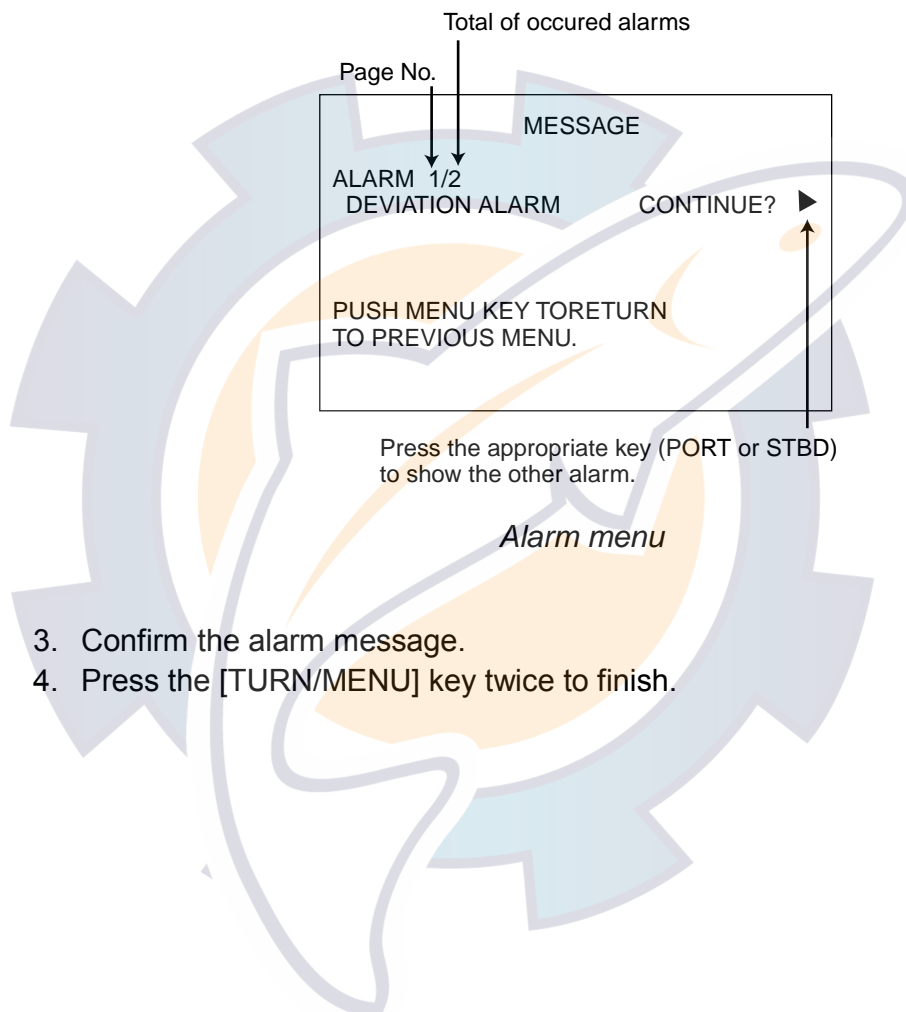 Total of occured alarms
Page No.
MESSAGE
ALARM 1/2
DEVIATION ALARM CONTINUE? ▶
PUSH MENU KEY TORETURN
TO PREVIOUS MENU.
Press the appropriate key (PORT or STBD)
to show the other alarm.
Alarm menu
3. Confirm the alarm message.
4. Press the [TURN/MENU] key twice to finish.